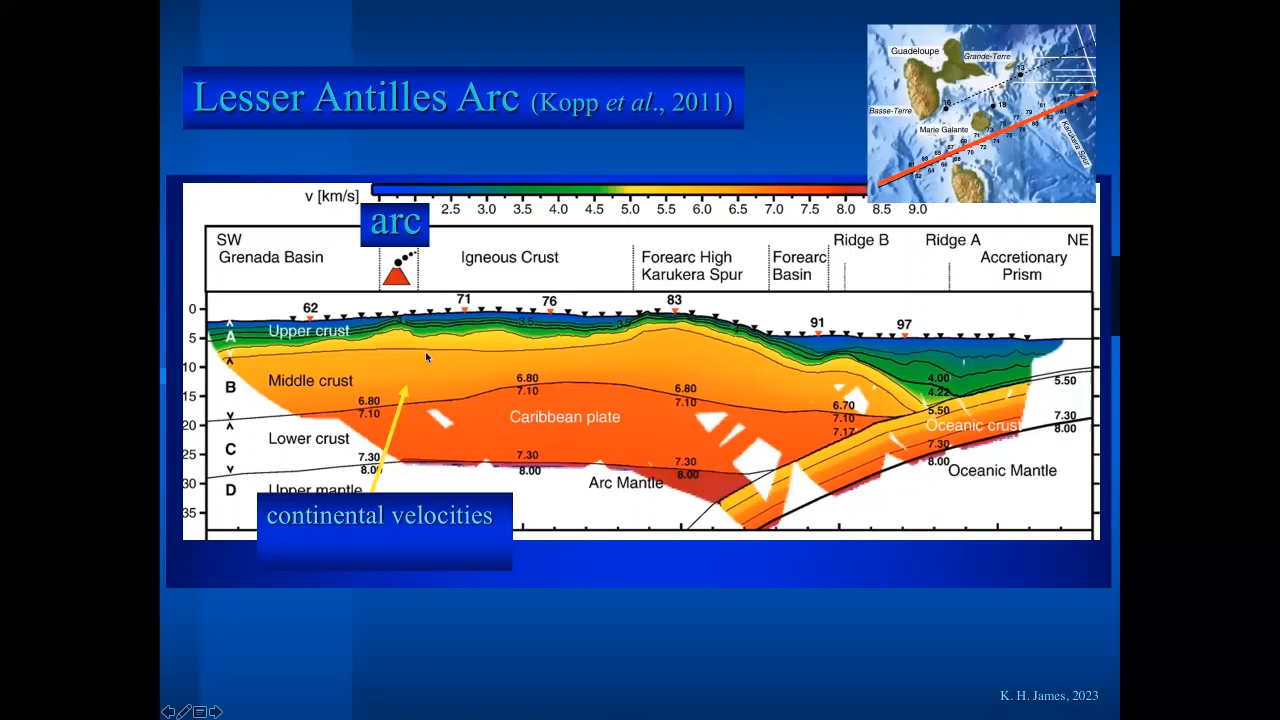 Lesser Antilles Arc (Kopp et al., 2011)
Guadeloupe
Grande-Terre
13
16
18
Basse-Terre
Marie Galante
Karukera Spur
v [km/s]
2.5 3.0 3.5 4.0 4.5 5.0 5.5 6.0 6.5 7.0 7.5 8.0 8.5 9.0
arc
SW
Grenada Basin
Igneous Crust
Forearc High
Karukera Spur
Forearc
Basin
Ridge B
Ridge A
NE
Accretionary
Prism
62 71 76 83 91 97
0
5
10
15
20
25
30
35
A
B
C
D
Upper crust
Middle crust
Lower crust
Upper mantle
3.5
6.80
7.10
6.80
7.10
6.80
7.10
6.70
7.10
7.17
4.00
4.22
5.50
5.50
Caribbean plate
Oceanic crust
7.30
8.00
7.30
8.00
7.30
8.00
7.30
8.00
7.30
8.00
Arc Mantle
Oceanic Mantle
continental velocities
K. H. James, 2023